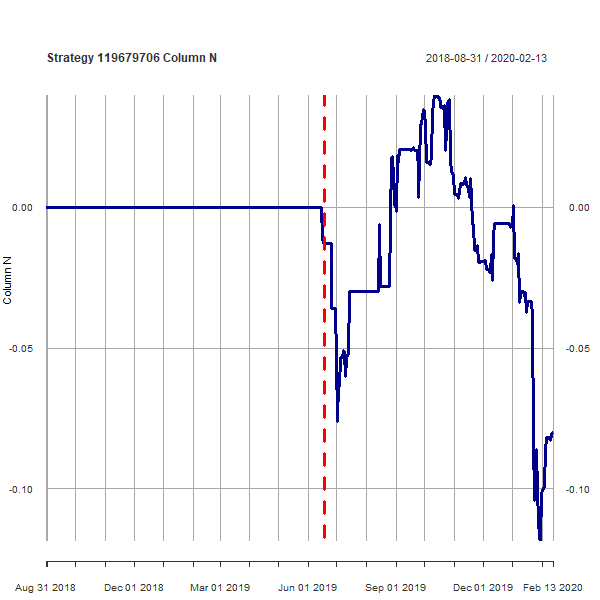 Strategy 119679706 Column N
2018-08-31 / 2020-02-13
0.00
0.00
Column N
-0.05
-0.05
-0.10
-0.10
Aug 31 2018
Dec 01 2018
Mar 01 2019
Jun 01 2019
Sep 01 2019
Dec 01 2019
Feb 13 2020